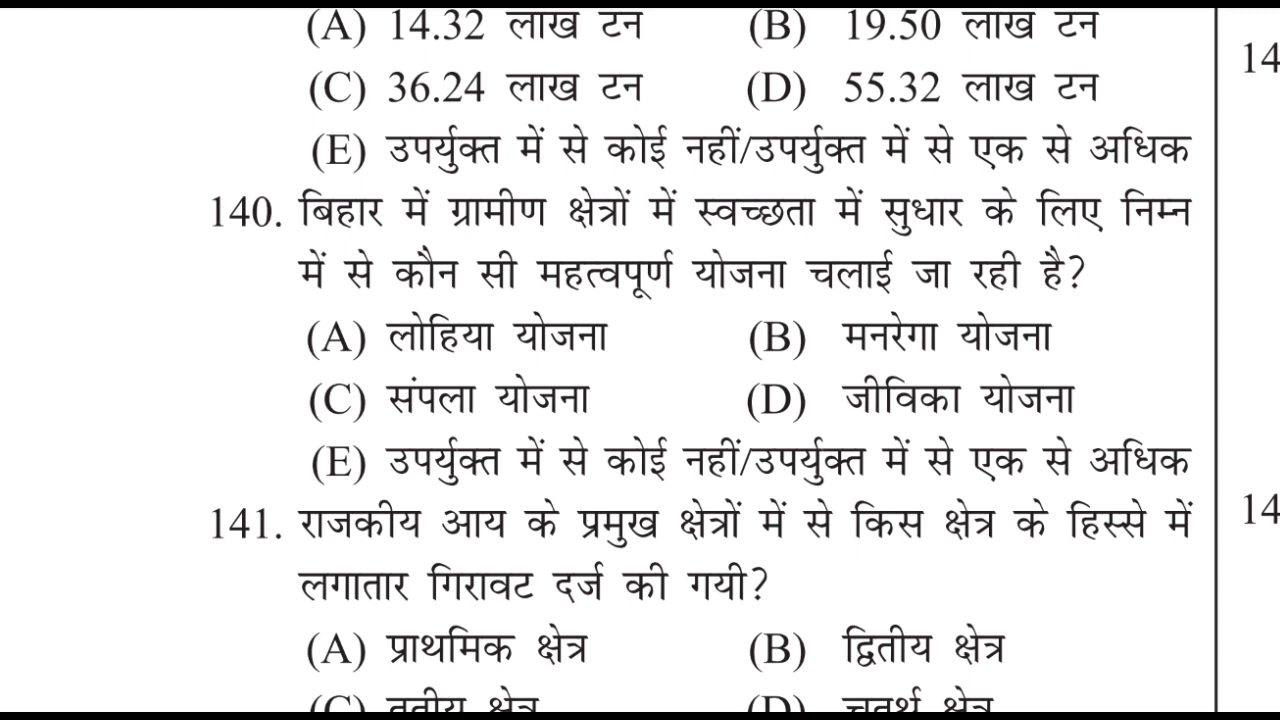 (A) 14.32 लाख टन (B) 19.50 लाख टन
(C) 36.24 लाख टन (D) 55.32 लाख टन
(E) उपर्युक्त में से कोई नहीं/उपर्युक्त में से एक से अधिक
140. बिहार में ग्रामीण क्षेत्रों में स्वच्छता में सुधार के लिए निम्न
में से कौन सी महत्वपूर्ण योजना चलाई जा रही है?
(A) लोहिया योजना (B) मनरेगा योजना
(C) संपला योजना (D) जीविका योजना
(E) उपर्युक्त में से कोई नहीं/उपर्युक्त में से एक से अधिक
141. राजकीय आय के प्रमुख क्षेत्रों में से किस क्षेत्र के हिस्से में
लगातार गिरावट दर्ज की गयी?
(A) प्राथमिक क्षेत्र (B) द्वितीय क्षेत्र
(C) तृतीय क्षेत्र (D) चतुर्थ क्षेत्र
14
14